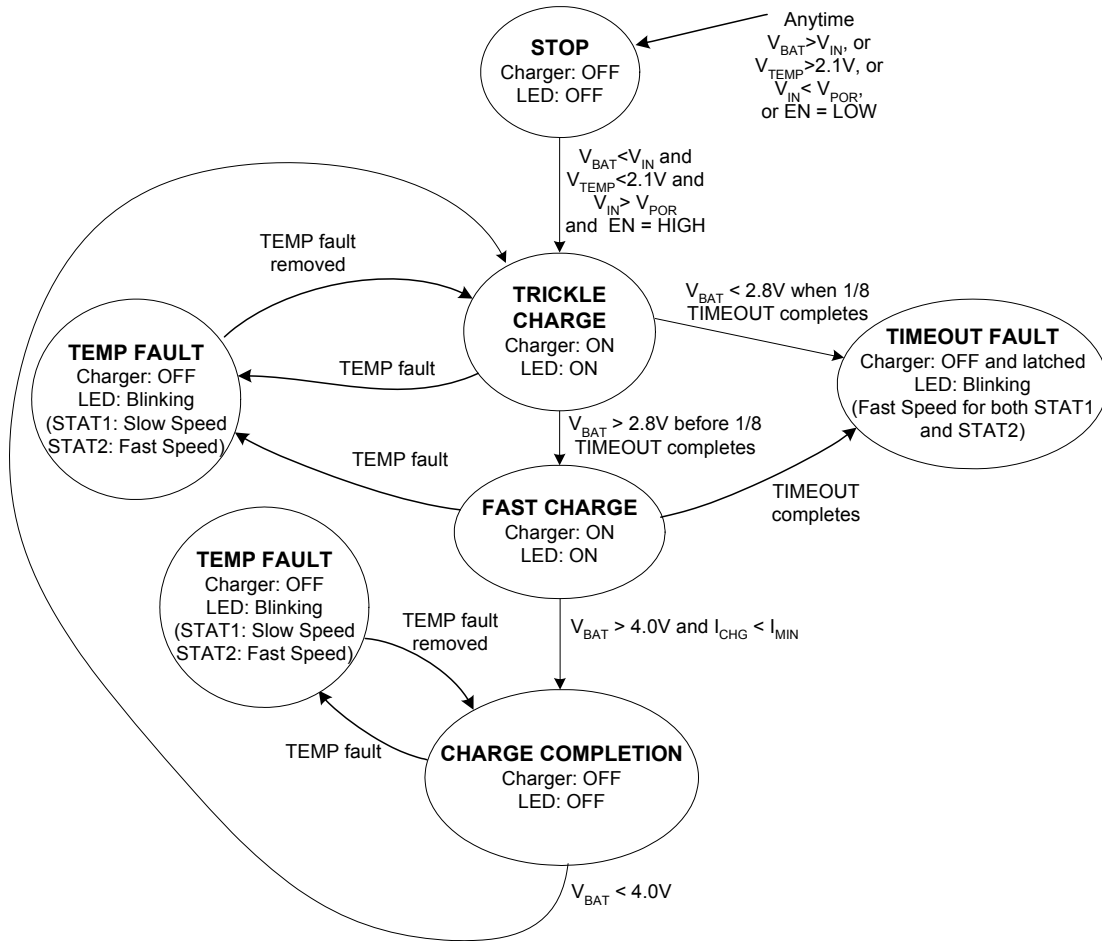 STOP
Charger: OFF
LED: OFF
Anytime
V_BAT>V_IN, or
V_TEMP>2.1V, or
V_IN< V_POR,
or EN = LOW
V_BAT<V_IN and
V_TEMP<2.1V and
V_IN> V_POR
and EN = HIGH
TEMP fault
removed
TRICKLE
CHARGE
Charger: ON
LED: ON
V_BAT < 2.8V when 1/8
TIMEOUT completes
TEMP FAULT
Charger: OFF
LED: Blinking
(STAT1: Slow Speed
STAT2: Fast Speed)
TEMP fault
TIMEOUT FAULT
Charger: OFF and latched
LED: Blinking
(Fast Speed for both STAT1
and STAT2)
V_BAT > 2.8V before 1/8
TIMEOUT completes
TEMP fault
FAST CHARGE
Charger: ON
LED: ON
TIMEOUT
completes
TEMP FAULT
Charger: OFF
LED: Blinking
(STAT1: Slow Speed
STAT2: Fast Speed)
TEMP fault
removed
V_BAT > 4.0V and I_CHG < I_MIN
TEMP fault
CHARGE COMPLETION
Charger: OFF
LED: OFF
V_BAT < 4.0V